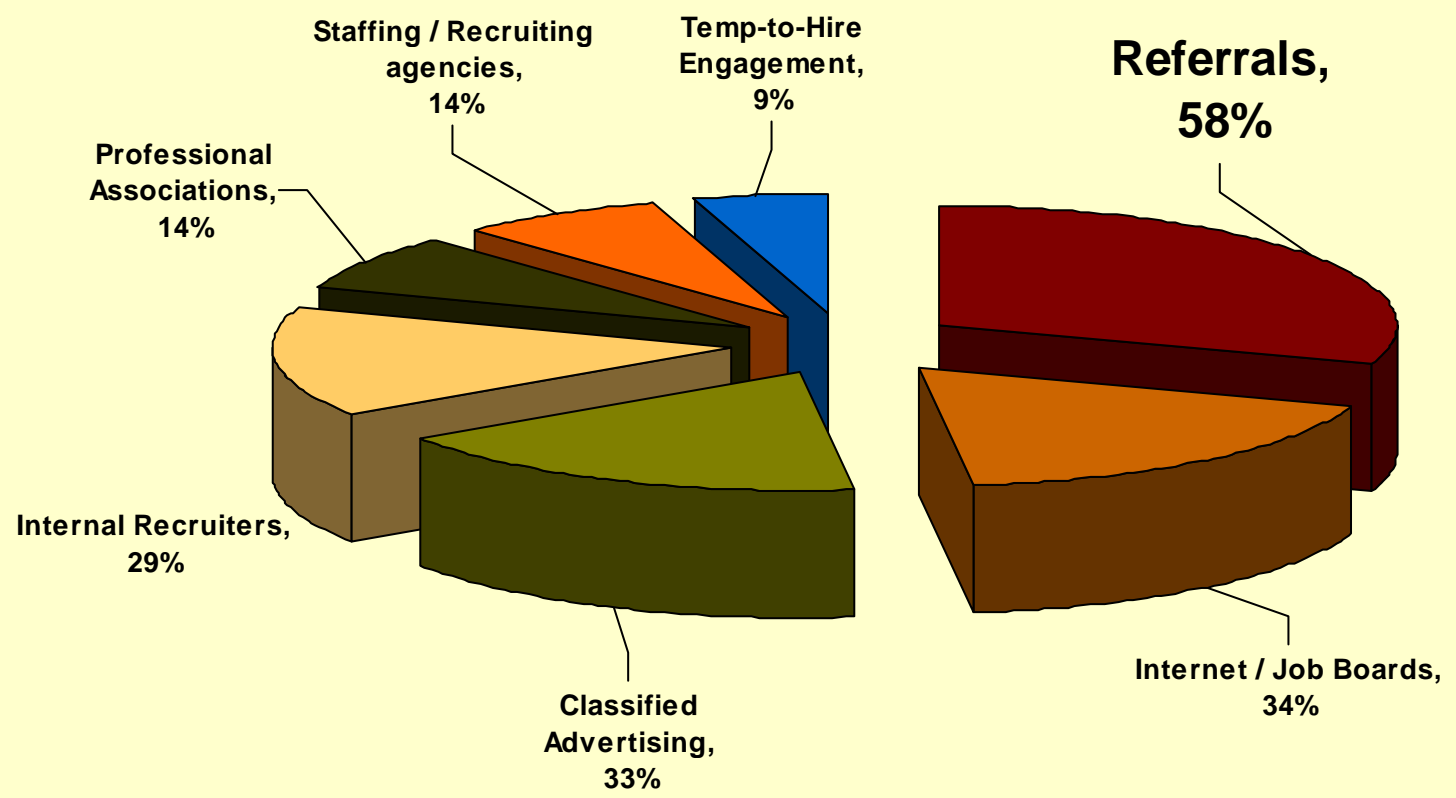 Staffing / Recruiting
agencies,
14%
Temp-to-Hire
Engagement,
9%
Referrals,
58%
Professional
Associations,
14%
Internal Recruiters,
29%
Internet / Job Boards,
34%
Classified
Advertising,
33%